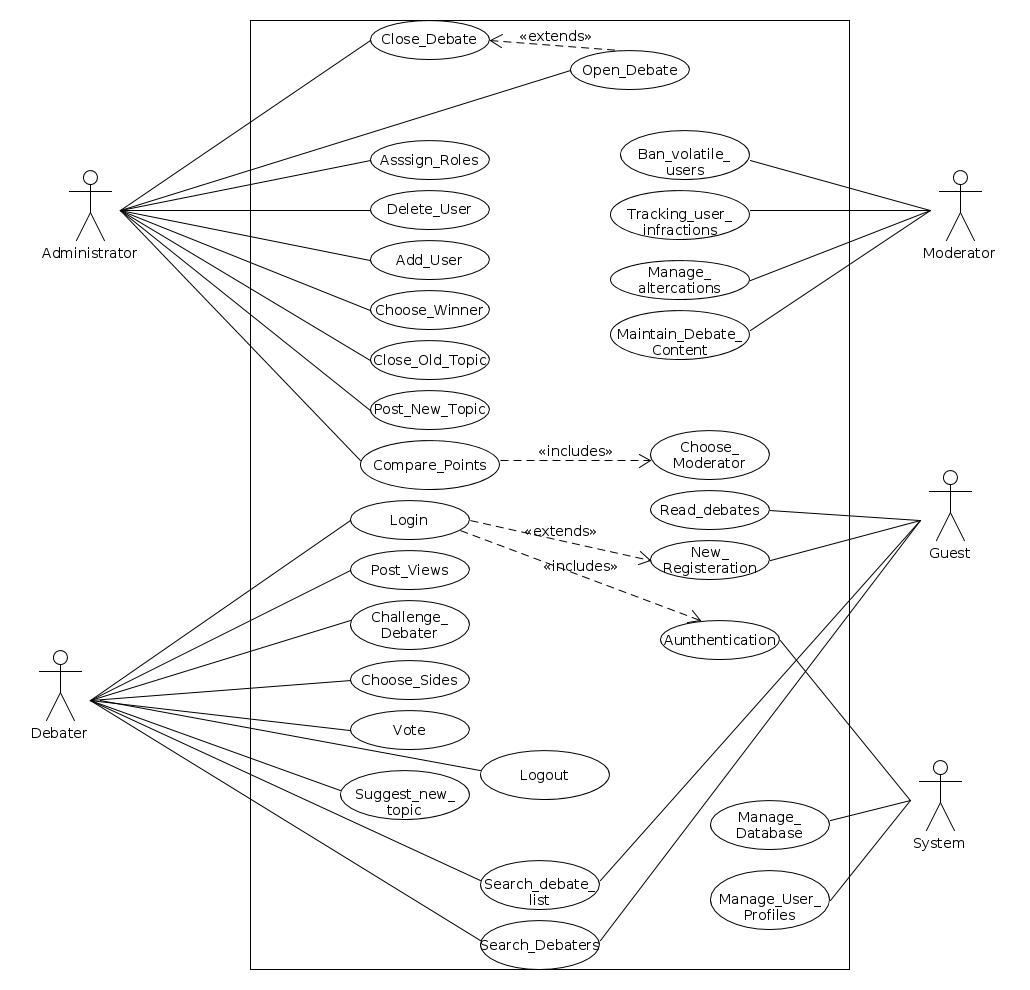 Close_Debate
«extends»
Open_Debate
Ban_volatile_
users
Asssign_Roles
Delete_User
Tracking_user_
infractions
Administrator
Moderator
Add_User
Manage_
altercations
Choose_Winner
Maintain_Debate_
Content
Close_Old_Topic
Post_New_Topic
Compare_Points
«includes»
Choose_
Moderator
Read_debates
Login
«extends»
New_
Registeration
Guest
Post_Views
«includes»
Challenge_
Debater
Aunthentication
Choose_Sides
Debater
Vote
Logout
Suggest_new_
topic
Manage_
Database
System
Search_debate_
list
Manage_User_
Profiles
Search_Debaters